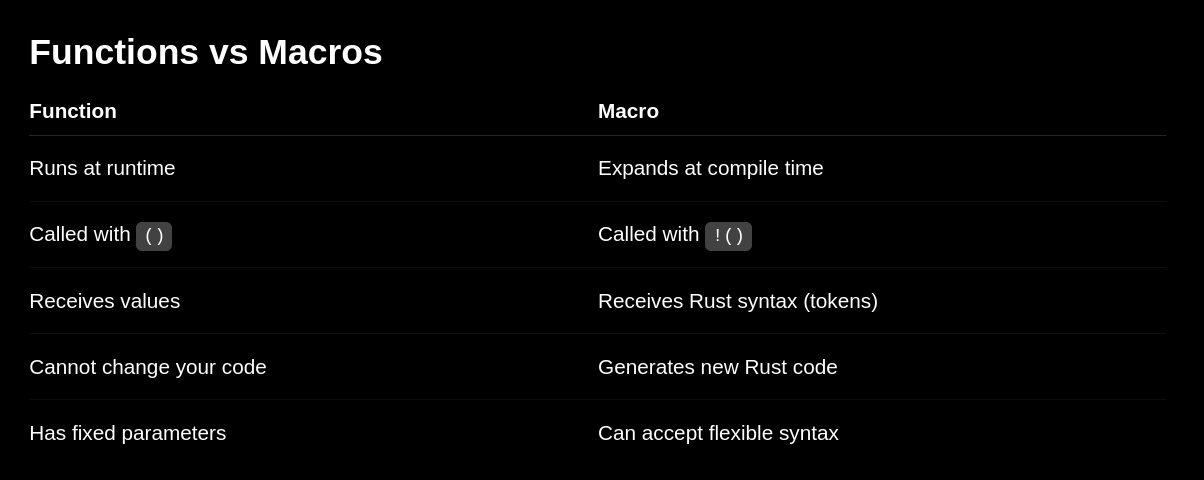 Functions vs Macros
Function Macro
Runs at runtime Expands at compile time
Called with () Called with !()
Receives values Receives Rust syntax (tokens)
Cannot change your code Generates new Rust code
Has fixed parameters Can accept flexible syntax